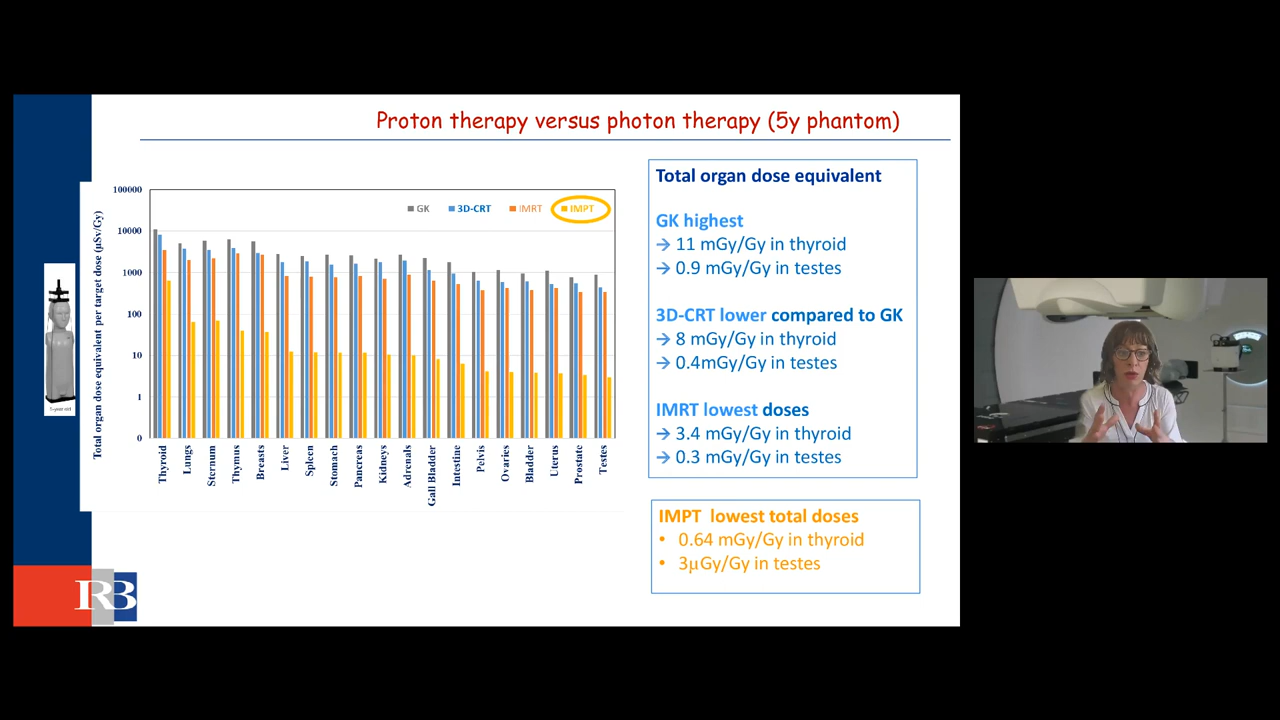 Proton therapy versus photon therapy (5y phantom)
Total organ dose equivalent per target dose (µSv/Gy)
100000
10000
1000
100
10
1
0
GK
3D-CRT
IMRT
IMPT
Thyroid
Lungs
Sternum
Thymus
Breasts
Liver
Spleen
Stomach
Pancreas
Kidneys
Adrenals
Gall Bladder
Intestine
Pelvis
Ovaries
Bladder
Uterus
Prostate
Testes
Total organ dose equivalent
GK highest
→ 11 mGy/Gy in thyroid
→ 0.9 mGy/Gy in testes
3D-CRT lower compared to GK
→ 8 mGy/Gy in thyroid
→ 0.4mGy/Gy in testes
IMRT lowest doses
→ 3.4 mGy/Gy in thyroid
→ 0.3 mGy/Gy in testes
IMPT lowest total doses
• 0.64 mGy/Gy in thyroid
• 3µGy/Gy in testes
IRB